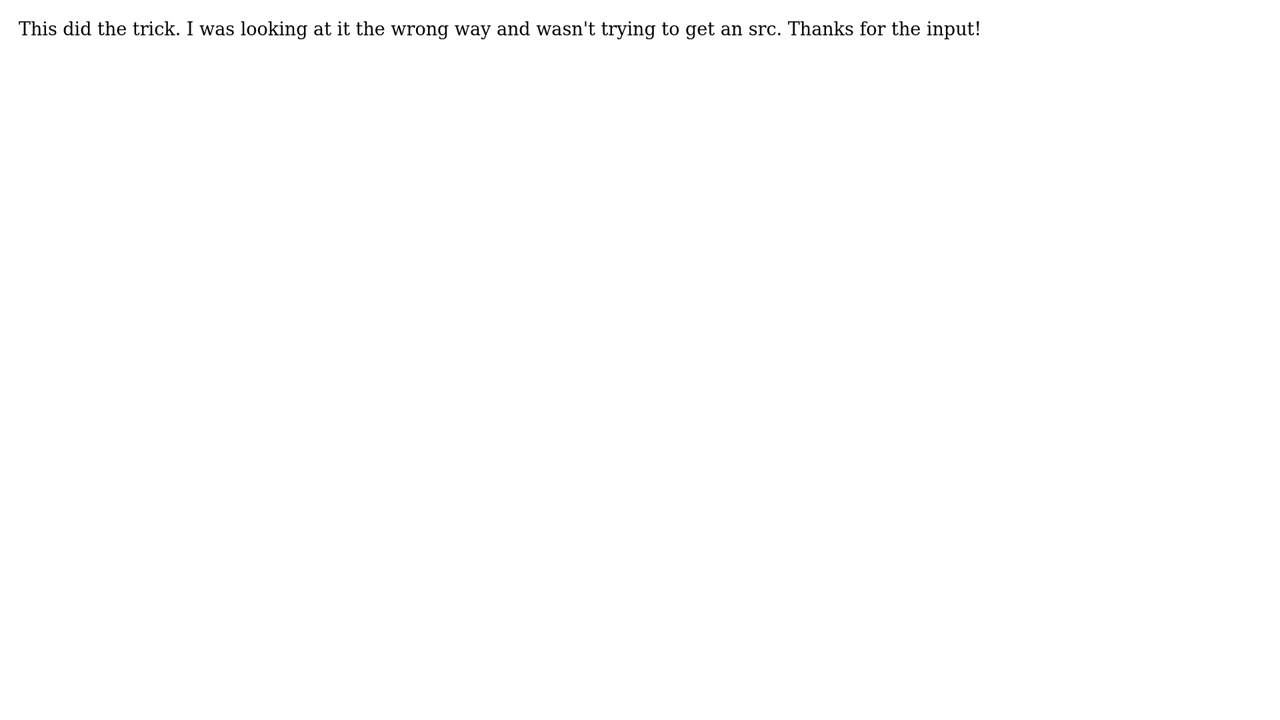 This did the trick. I was looking at it the wrong way and wasn't trying to get an src. Thanks for the input!